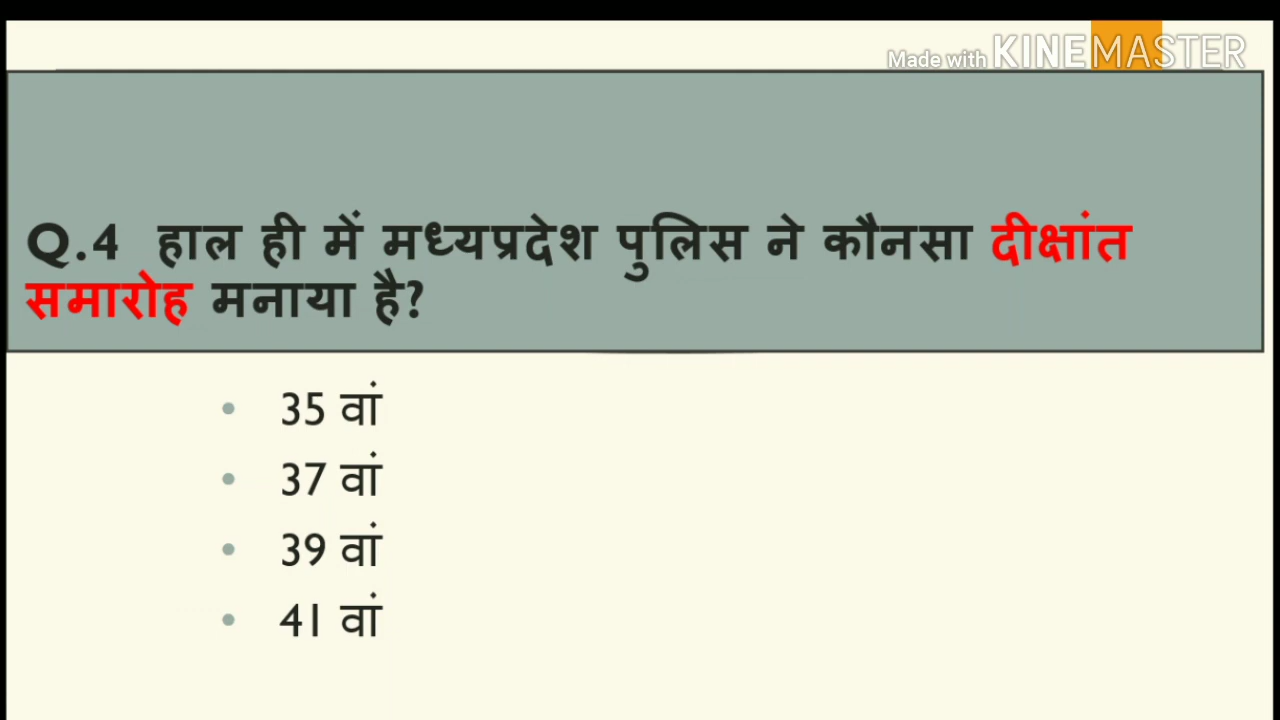 Made with KINEMASTER
Q.4 हाल ही में मध्यप्रदेश पुलिस ने कौनसा दीक्षांत
समारोह मनाया है?
• 35 वां
• 37 वां
• 39 वां
• 41 वां